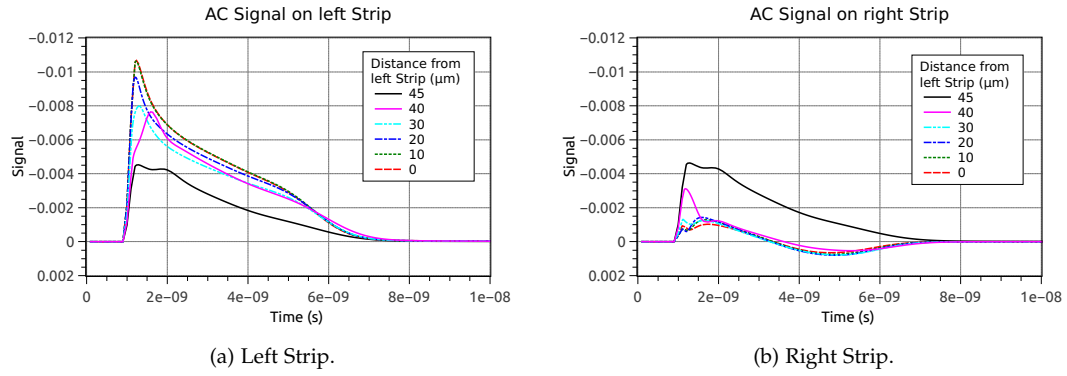 AC Signal on left Strip
−0.012
−0.01
−0.008
−0.006
−0.004
−0.002
0
0.002
Signal
0
2e−09
4e−09
6e−09
8e−09
1e−08
Time (s)
Distance from
left Strip (μm)
45
40
30
20
10
0
(a) Left Strip.
AC Signal on right Strip
−0.012
−0.01
−0.008
−0.006
−0.004
−0.002
0
0.002
Signal
0
2e−09
4e−09
6e−09
8e−09
1e−08
Time (s)
Distance from
left Strip (μm)
45
40
30
20
10
0
(b) Right Strip.